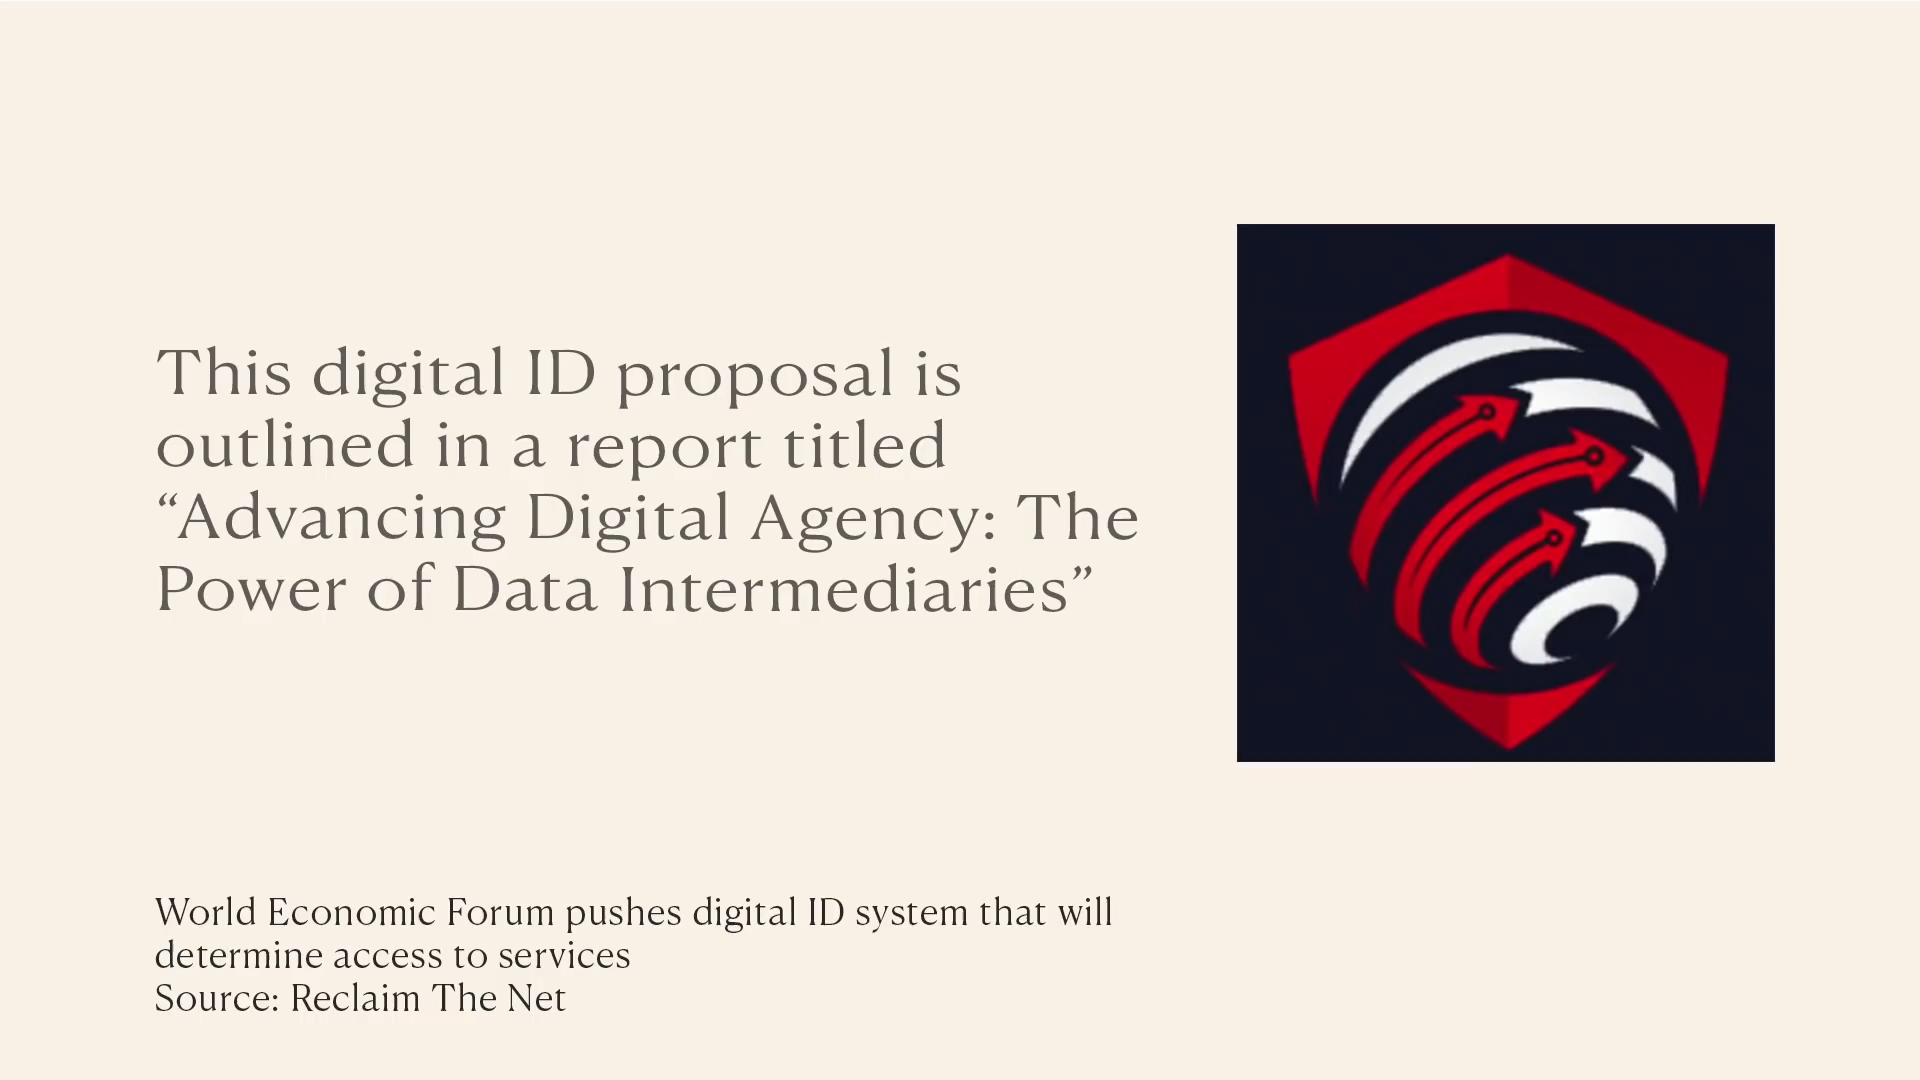 This digital ID proposal is
outlined in a report titled
“Advancing Digital Agency: The
Power of Data Intermediaries”
World Economic Forum pushes digital ID system that will
determine access to services
Source: Reclaim The Net